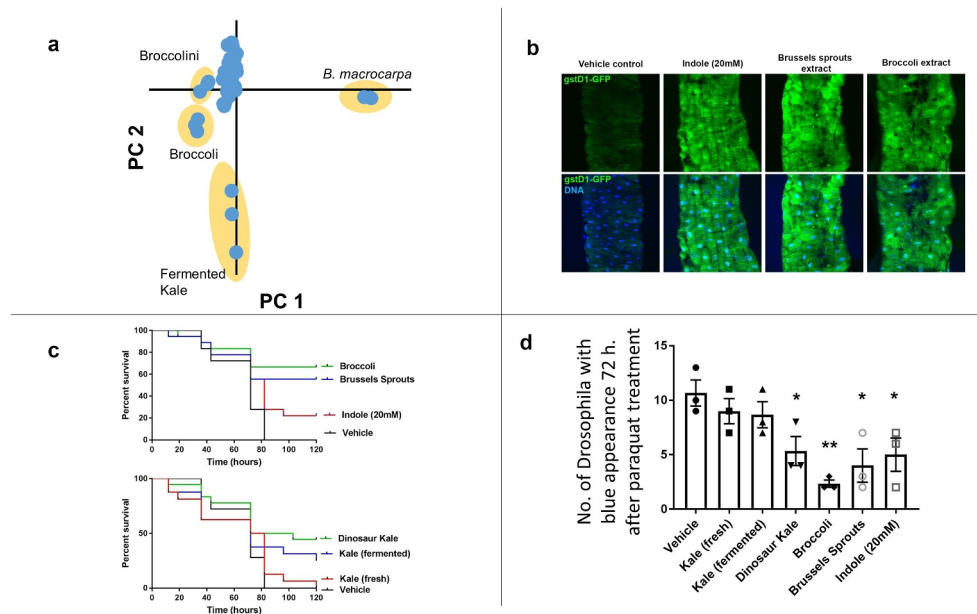 a
Broccolini
B. macrocarpa
PC 2
Broccoli
Fermented
Kale
PC 1
b
Vehicle control
Indole (20mM)
Brussels sprouts
extract
Broccoli extract
gstD1-GFP
gstD1-GFP
DNA
c
Percent survival
100
80
60
40
20
0
0 20 40 60 80 100 120
Time (hours)
Broccoli
Brussels Sprouts
Indole (20mM)
Vehicle
Percent survival
100
50
0
0 20 40 60 80 100 120
Time (hours)
Dinosaur Kale
Kale (fermented)
Kale (fresh)
Vehicle
d
No. of Drosophila with
blue appearance 72 h.
after paraquat treatment
15
10
5
0
* ** * *
Vehicle
Kale (fresh)
Kale (fermented)
Dinosaur Kale
Broccoli
Brussels Sprouts
Indole (20mM)